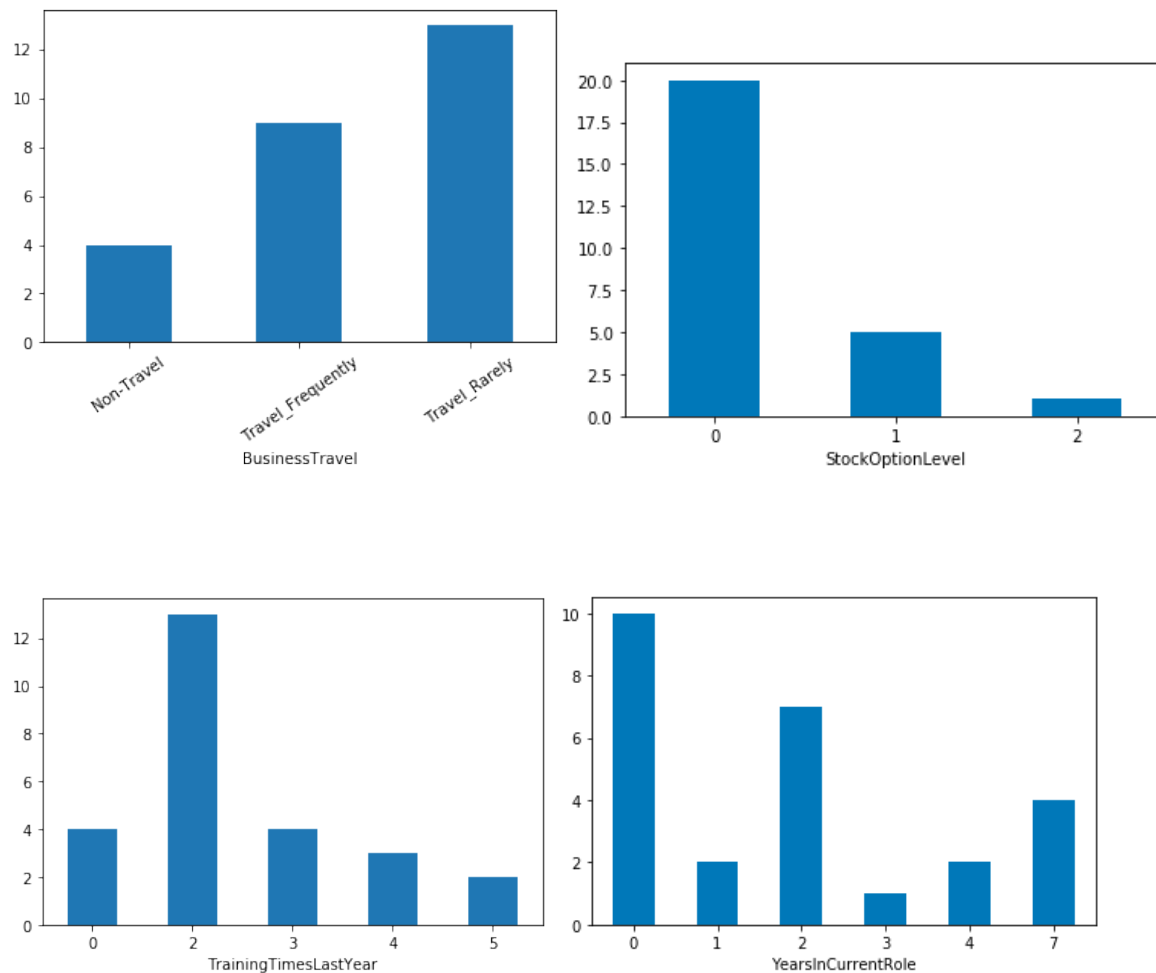 12
10
8
6
4
2
0
Non-Travel
Travel_Frequently
Travel_Rarely
BusinessTravel
20.0
17.5
15.0
12.5
10.0
7.5
5.0
2.5
0.0
0 1 2
StockOptionLevel
12
10
8
6
4
2
0
0 2 3 4 5
TrainingTimesLastYear
10
8
6
4
2
0
0 1 2 3 4 7
YearsInCurrentRole